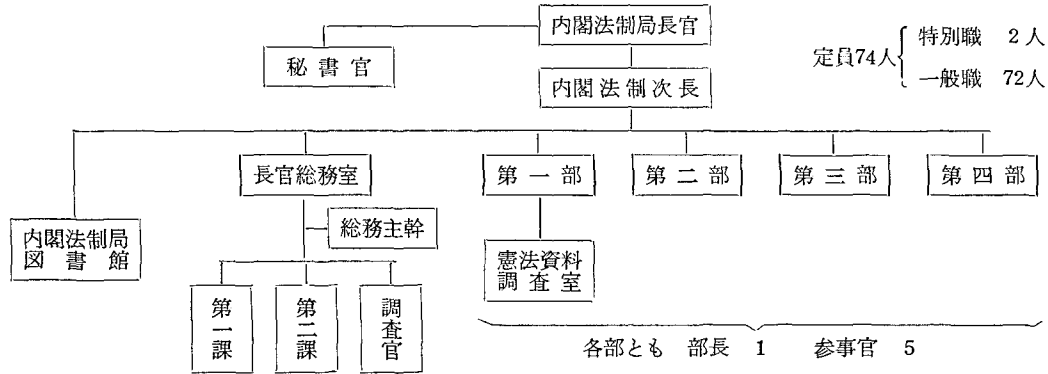 内閣法制局長官
秘書官
定員74人
特別職 2人
一般職 72人
内閣法制次長
長官総務室
第一部
第二部
第三部
第四部
総務主幹
内閣法制局
図書館
憲法資料
調査室
第一課
第二課
調査官
各部とも 部長 1 参事官 5